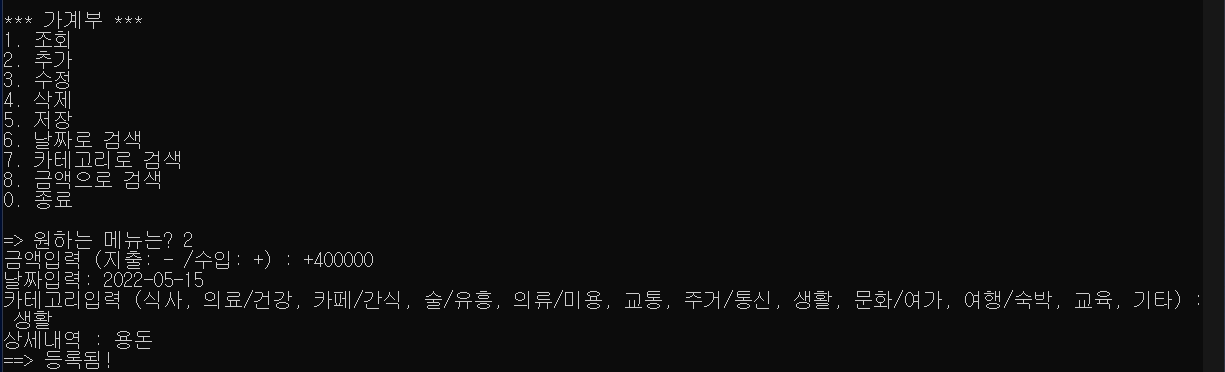 *** 가계부 ***
1. 조회
2. 추가
3. 수정
4. 삭제
5. 저장
6. 날짜로 검색
7. 카테고리로 검색
8. 금액으로 검색
0. 종료
=> 원하는 메뉴는? 2
금액입력 (지출: - /수입: +) : +400000
날짜입력: 2022-05-15
카테고리입력 (식사, 의료/건강, 카페/간식, 술/유흥, 의류/미용, 교통, 주거/통신, 생활, 문화/여가, 여행/숙박, 교육, 기타) :
생활
상세내역 : 용돈
==> 등록됨!